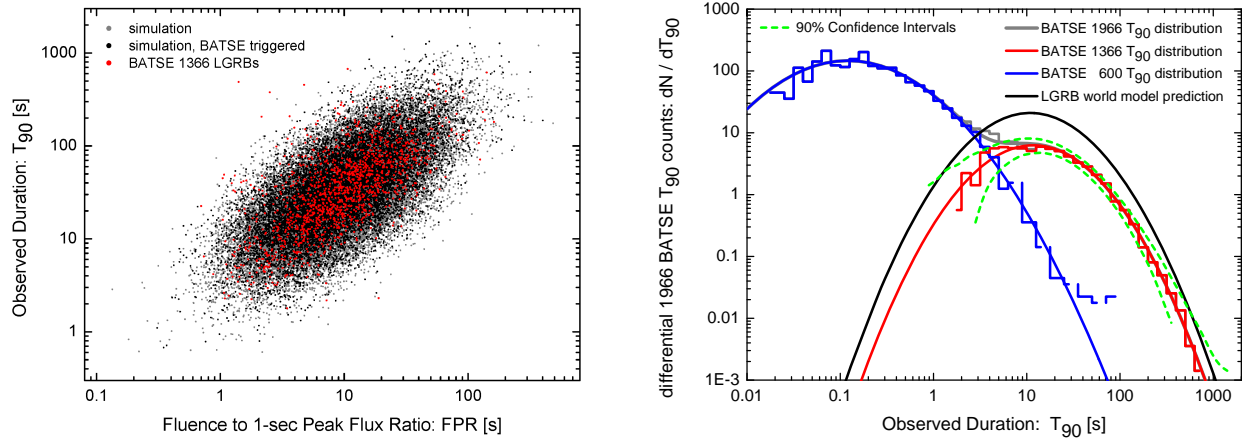 simulation
simulation, BATSE triggered
BATSE 1366 LGRBs
1000
100
10
1
Observed Duration: T90 [s]
0.1 1 10 100
Fluence to 1-sec Peak Flux Ratio: FPR [s]
90% Confidence Intervals
BATSE 1966 T90 distribution
BATSE 1366 T90 distribution
BATSE 600 T90 distribution
LGRB world model prediction
1000
100
10
1
0.1
0.01
1E-3
differential 1966 BATSE T90 counts: dN / dT90
0.01 0.1 1 10 100 1000
Observed Duration: T90 [s]